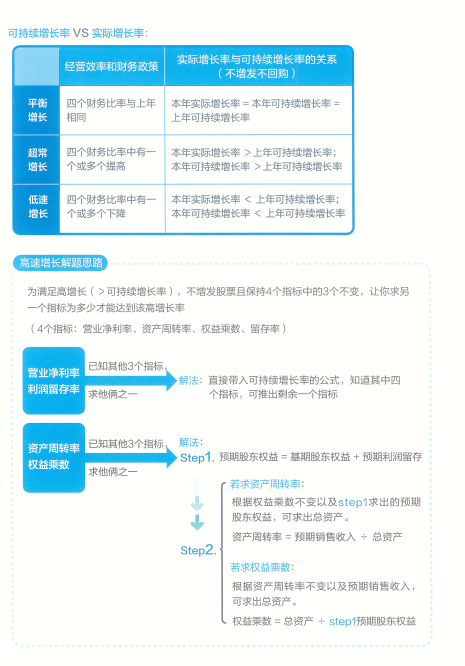 可持续增长率 VS 实际增长率：
经营效率和财务政策
实际增长率与可持续增长率的关系
（不增发不回购）
平衡
增长
四个财务比率与上年
相同
本年实际增长率 = 本年可持续增长率 =
上年可持续增长率
超常
增长
四个财务比率中有一
个或多个提高
本年实际增长率 ＞上年可持续增长率；
本年可持续增长率 ＞上年可持续增长率
低速
增长
四个财务比率中有一
个或多个下降
本年实际增长率 ＜ 上年可持续增长率；
本年可持续增长率 ＜ 上年可持续增长率
高速增长解题思路
为满足高增长（＞可持续增长率），不增发股票且保持4个指标中的3个不变，让你求另
一个指标为多少才能达到该高增长率
（4个指标：营业净利率、资产周转率、权益乘数、留存率）
营业净利率
利润留存率
已知其他3个指标，
求他俩之一
解法：直接带入可持续增长率的公式，知道其中四
个指标，可推出剩余一个指标
资产周转率
权益乘数
已知其他3个指标，
求他俩之一
解法：
Step1. 预期股东权益 = 基期股东权益 + 预期利润留存
Step2.
若求资产周转率：
根据权益乘数不变以及step1求出的预期
股东权益，可求出总资产。
资产周转率 = 预期销售收入 ÷ 总资产
若求权益乘数：
根据资产周转率不变以及预期销售收入，
可求出总资产。
权益乘数 = 总资产 ÷ step1预期股东权益